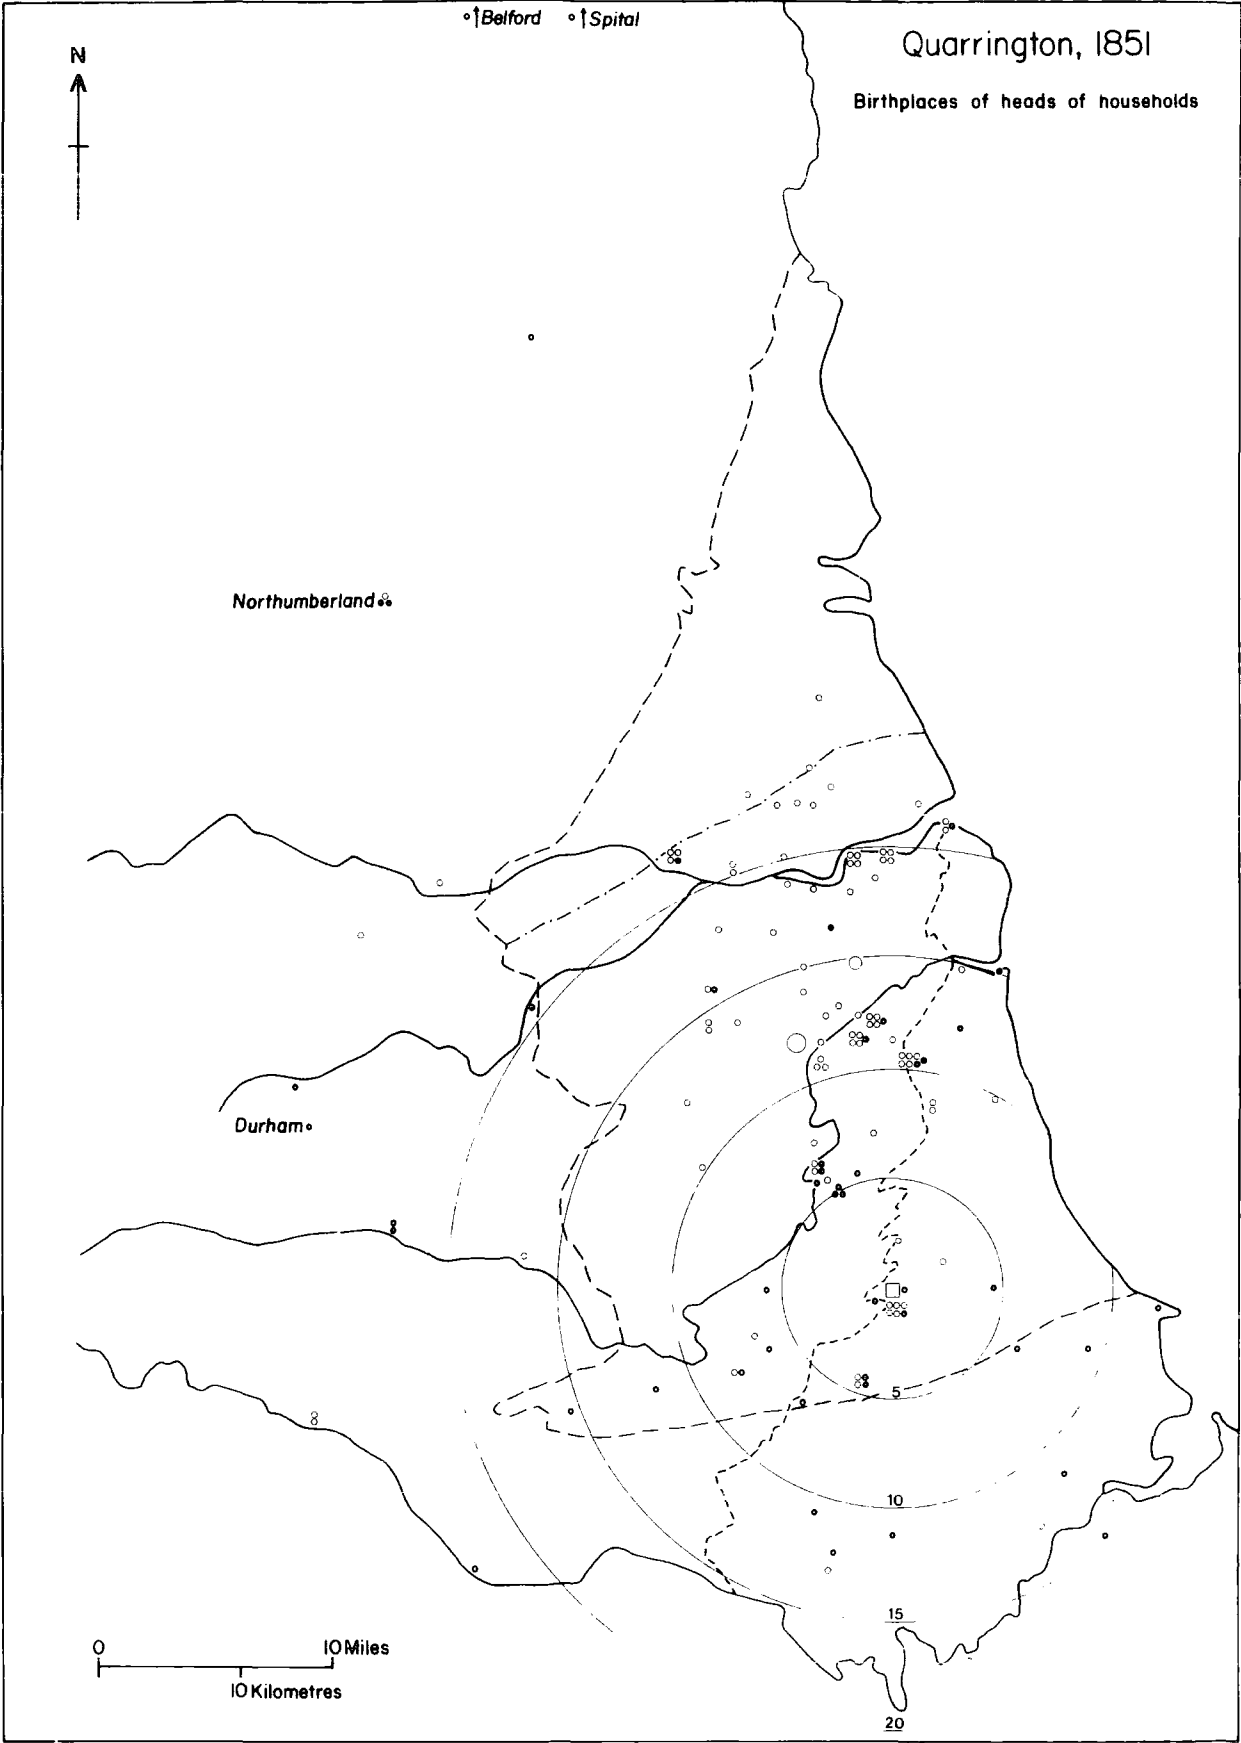 Belford Spital
Quarrington, 1851
Birthplaces of heads of households
N
Northumberland
Durham
5
10
15
20
0 10 Miles
10 Kilometres